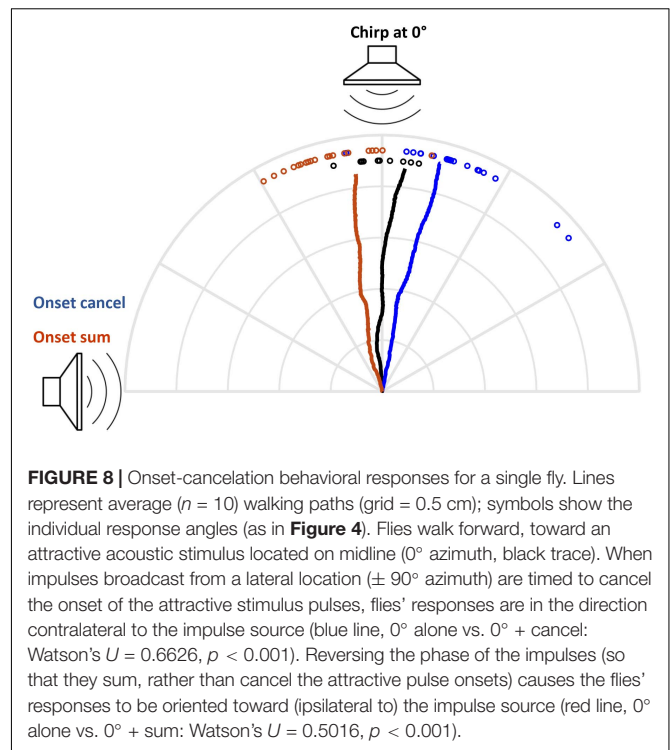 Chirp at 0°
Onset cancel
Onset sum
FIGURE 8 | Onset-cancelation behavioral responses for a single fly. Lines
represent average (n = 10) walking paths (grid = 0.5 cm); symbols show the
individual response angles (as in Figure 4). Flies walk forward, toward an
attractive acoustic stimulus located on midline (0° azimuth, black trace). When
impulses broadcast from a lateral location (± 90° azimuth) are timed to cancel
the onset of the attractive stimulus pulses, flies' responses are in the direction
contralateral to the impulse source (blue line, 0° alone vs. 0° + cancel:
Watson's U = 0.6626, p < 0.001). Reversing the phase of the impulses (so
that they sum, rather than cancel the attractive pulse onsets) causes the flies'
responses to be oriented toward (ipsilateral to) the impulse source (red line, 0°
alone vs. 0° + sum: Watson's U = 0.5016, p < 0.001).